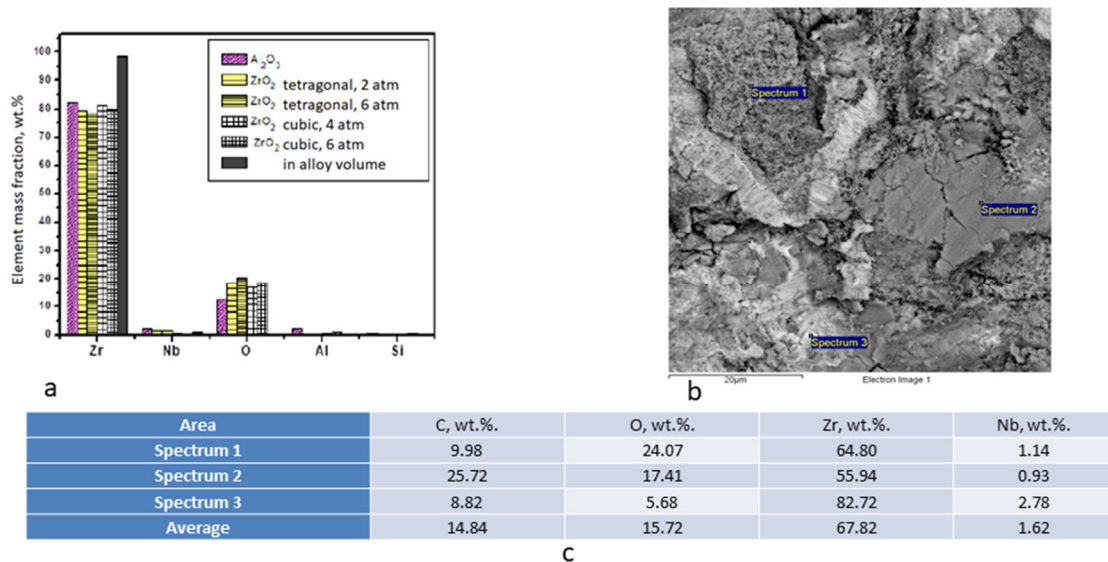 Element mass fraction, wt.%
100
90
80
70
60
50
40
30
20
10
0
Al₂O₃
ZrO₂ tetragonal, 2 atm
ZrO₂ tetragonal, 6 atm
ZrO₂ cubic, 4 atm
ZrO₂ cubic, 6 atm
in alloy volume
Zr Nb O Al Si
a
Spectrum 1
Spectrum 2
Spectrum 3
20μm Electron Image 1
b
Area C, wt.%. O, wt.%. Zr, wt.%. Nb, wt.%.
Spectrum 1 9.98 24.07 64.80 1.14
Spectrum 2 25.72 17.41 55.94 0.93
Spectrum 3 8.82 5.68 82.72 2.78
Average 14.84 15.72 67.82 1.62
c